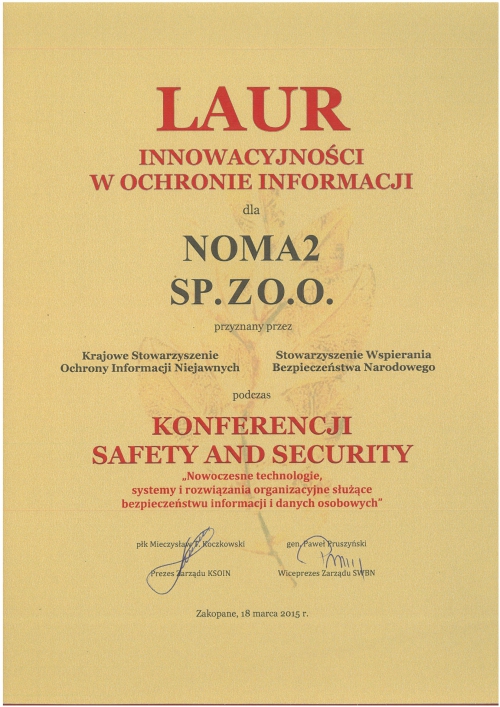 LAUR
INNOWACYJNOŚCI
W OCHRONIE INFORMACJI
dla
NOMA2
SP. Z O.O.
przyznany przez
Krajowe Stowarzyszenie
Ochrony Informacji Niejawnych
Stowarzyszenie Wspierania
Bezpieczeństwa Narodowego
podczas
KONFERENCJI
SAFETY AND SECURITY
„Nowoczesne technologie,
systemy i rozwiązania organizacyjne służące
bezpieczeństwu informacji i danych osobowych"
płk Mieczysław T. Koczkowski
Prezes Zarządu KSOIN
gen. Paweł Pruszyński
Wiceprezes Zarządu SWBN
Zakopane, 18 marca 2015 r.